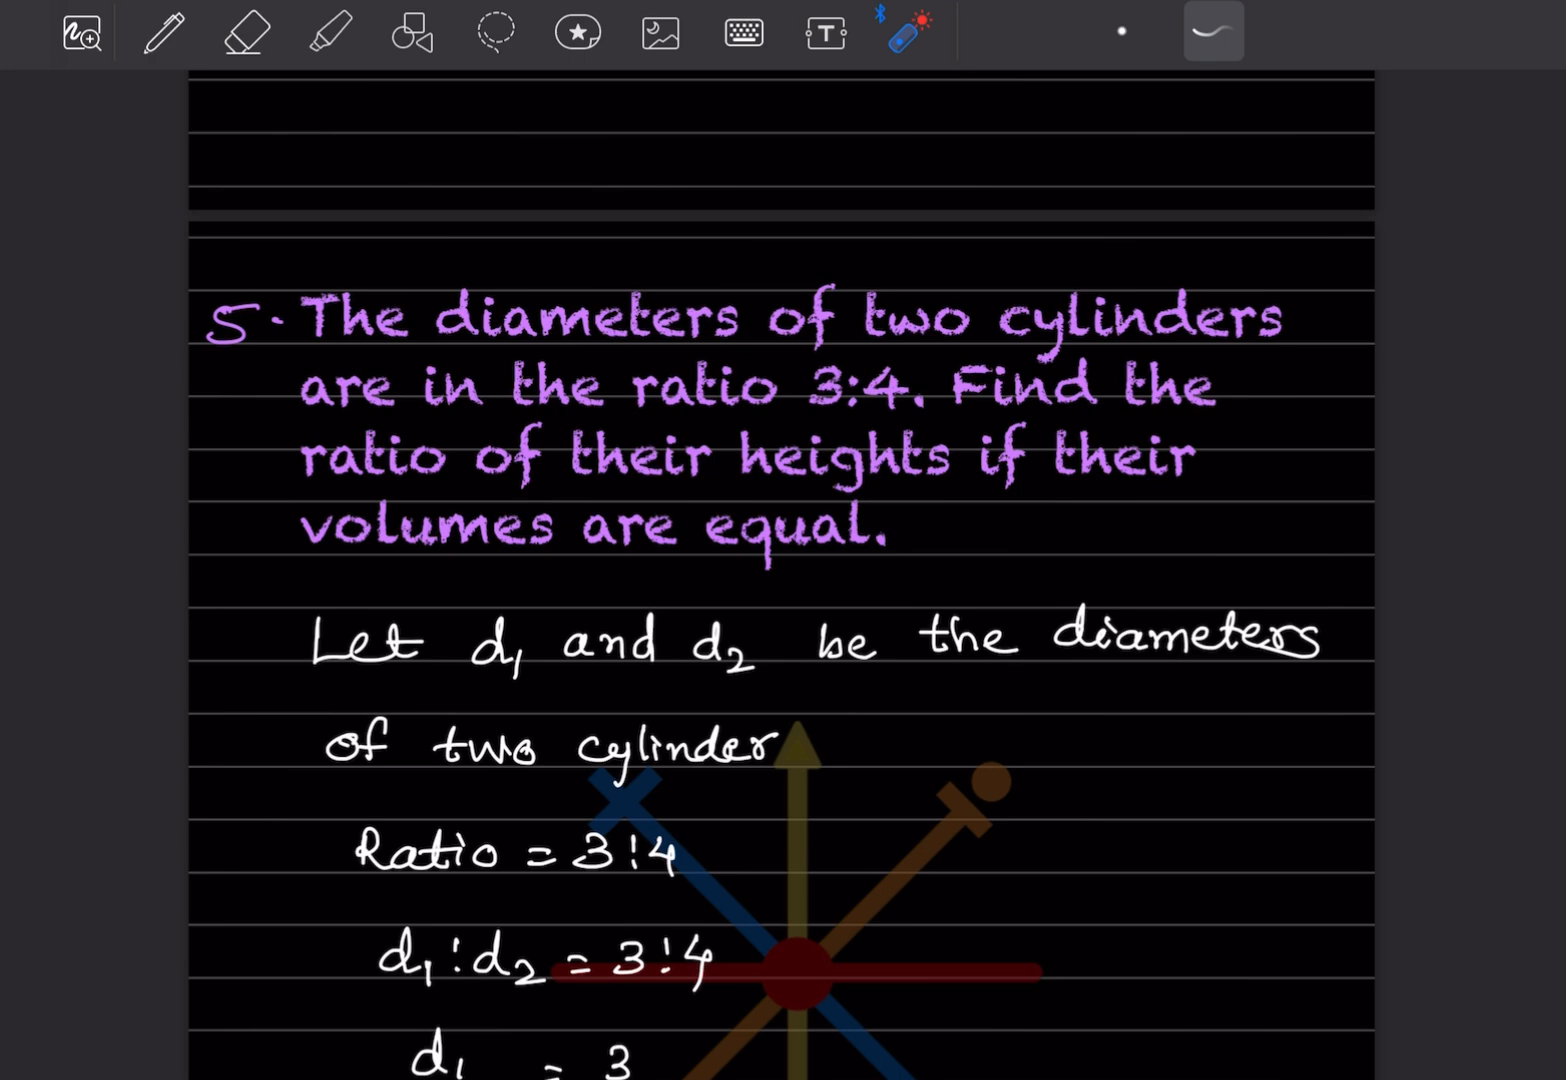 5. The diameters of two cylinders
are in the ratio 3:4. Find the
ratio of their heights if their
volumes are equal.
Let d₁ and d₂ be the diameters
of two cylinder
Ratio = 3:4
d₁:d₂ = 3:4
d₁ = 3